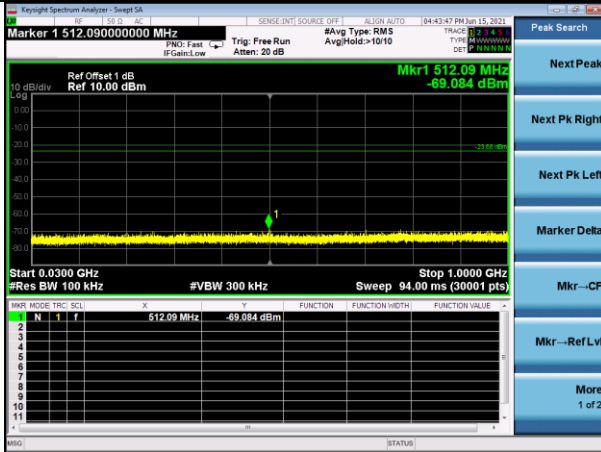 Keysight Spectrum Analyzer - Swept SA
RF 50 Ω AC SENSE:INT SOURCE OFF ALIGN AUTO 04:43:47 PM Jun 15, 2021
Marker 1 512.090000000 MHz
PNO: Fast
IFGain:Low
Trig: Free Run
Atten: 20 dB
#Avg Type: RMS
Avg|Hold:>10/10
TRACE 1 2 3 4 5 6
TYPE M W W W W W
DET P N N N N N
Peak Search
Ref Offset 1 dB
10 dB/div Ref 10.00 dBm
Log
Mkr1 512.09 MHz
-69.084 dBm
0.00
-10.0
-20.0
-23.68 dBm
-30.0
-40.0
-50.0
-60.0
-70.0
-80.0
1
Start 0.0300 GHz Stop 1.0000 GHz
#Res BW 100 kHz #VBW 300 kHz Sweep 94.00 ms (30001 pts)
MKR MODE TRC SCL X Y FUNCTION FUNCTION WIDTH FUNCTION VALUE
1 N 1 f 512.09 MHz -69.084 dBm
2
3
4
5
6
7
8
9
10
11
MSG STATUS
Next Peak
Next Pk Right
Next Pk Left
Marker Delta
Mkr→CF
Mkr→Ref Lvl
More
1 of 2